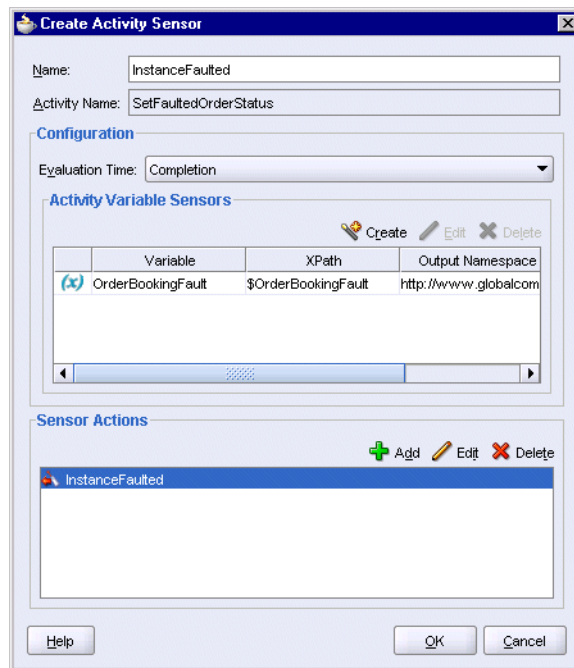 Create Activity Sensor
Name: InstanceFaulted
Activity Name: SetFaultedOrderStatus
Configuration
Evaluation Time: Completion
Activity Variable Sensors
Create Edit Delete
Variable XPath Output Namespace
(x) OrderBookingFault $OrderBookingFault http://www.globalcom
Sensor Actions
Add Edit Delete
InstanceFaulted
Help OK Cancel